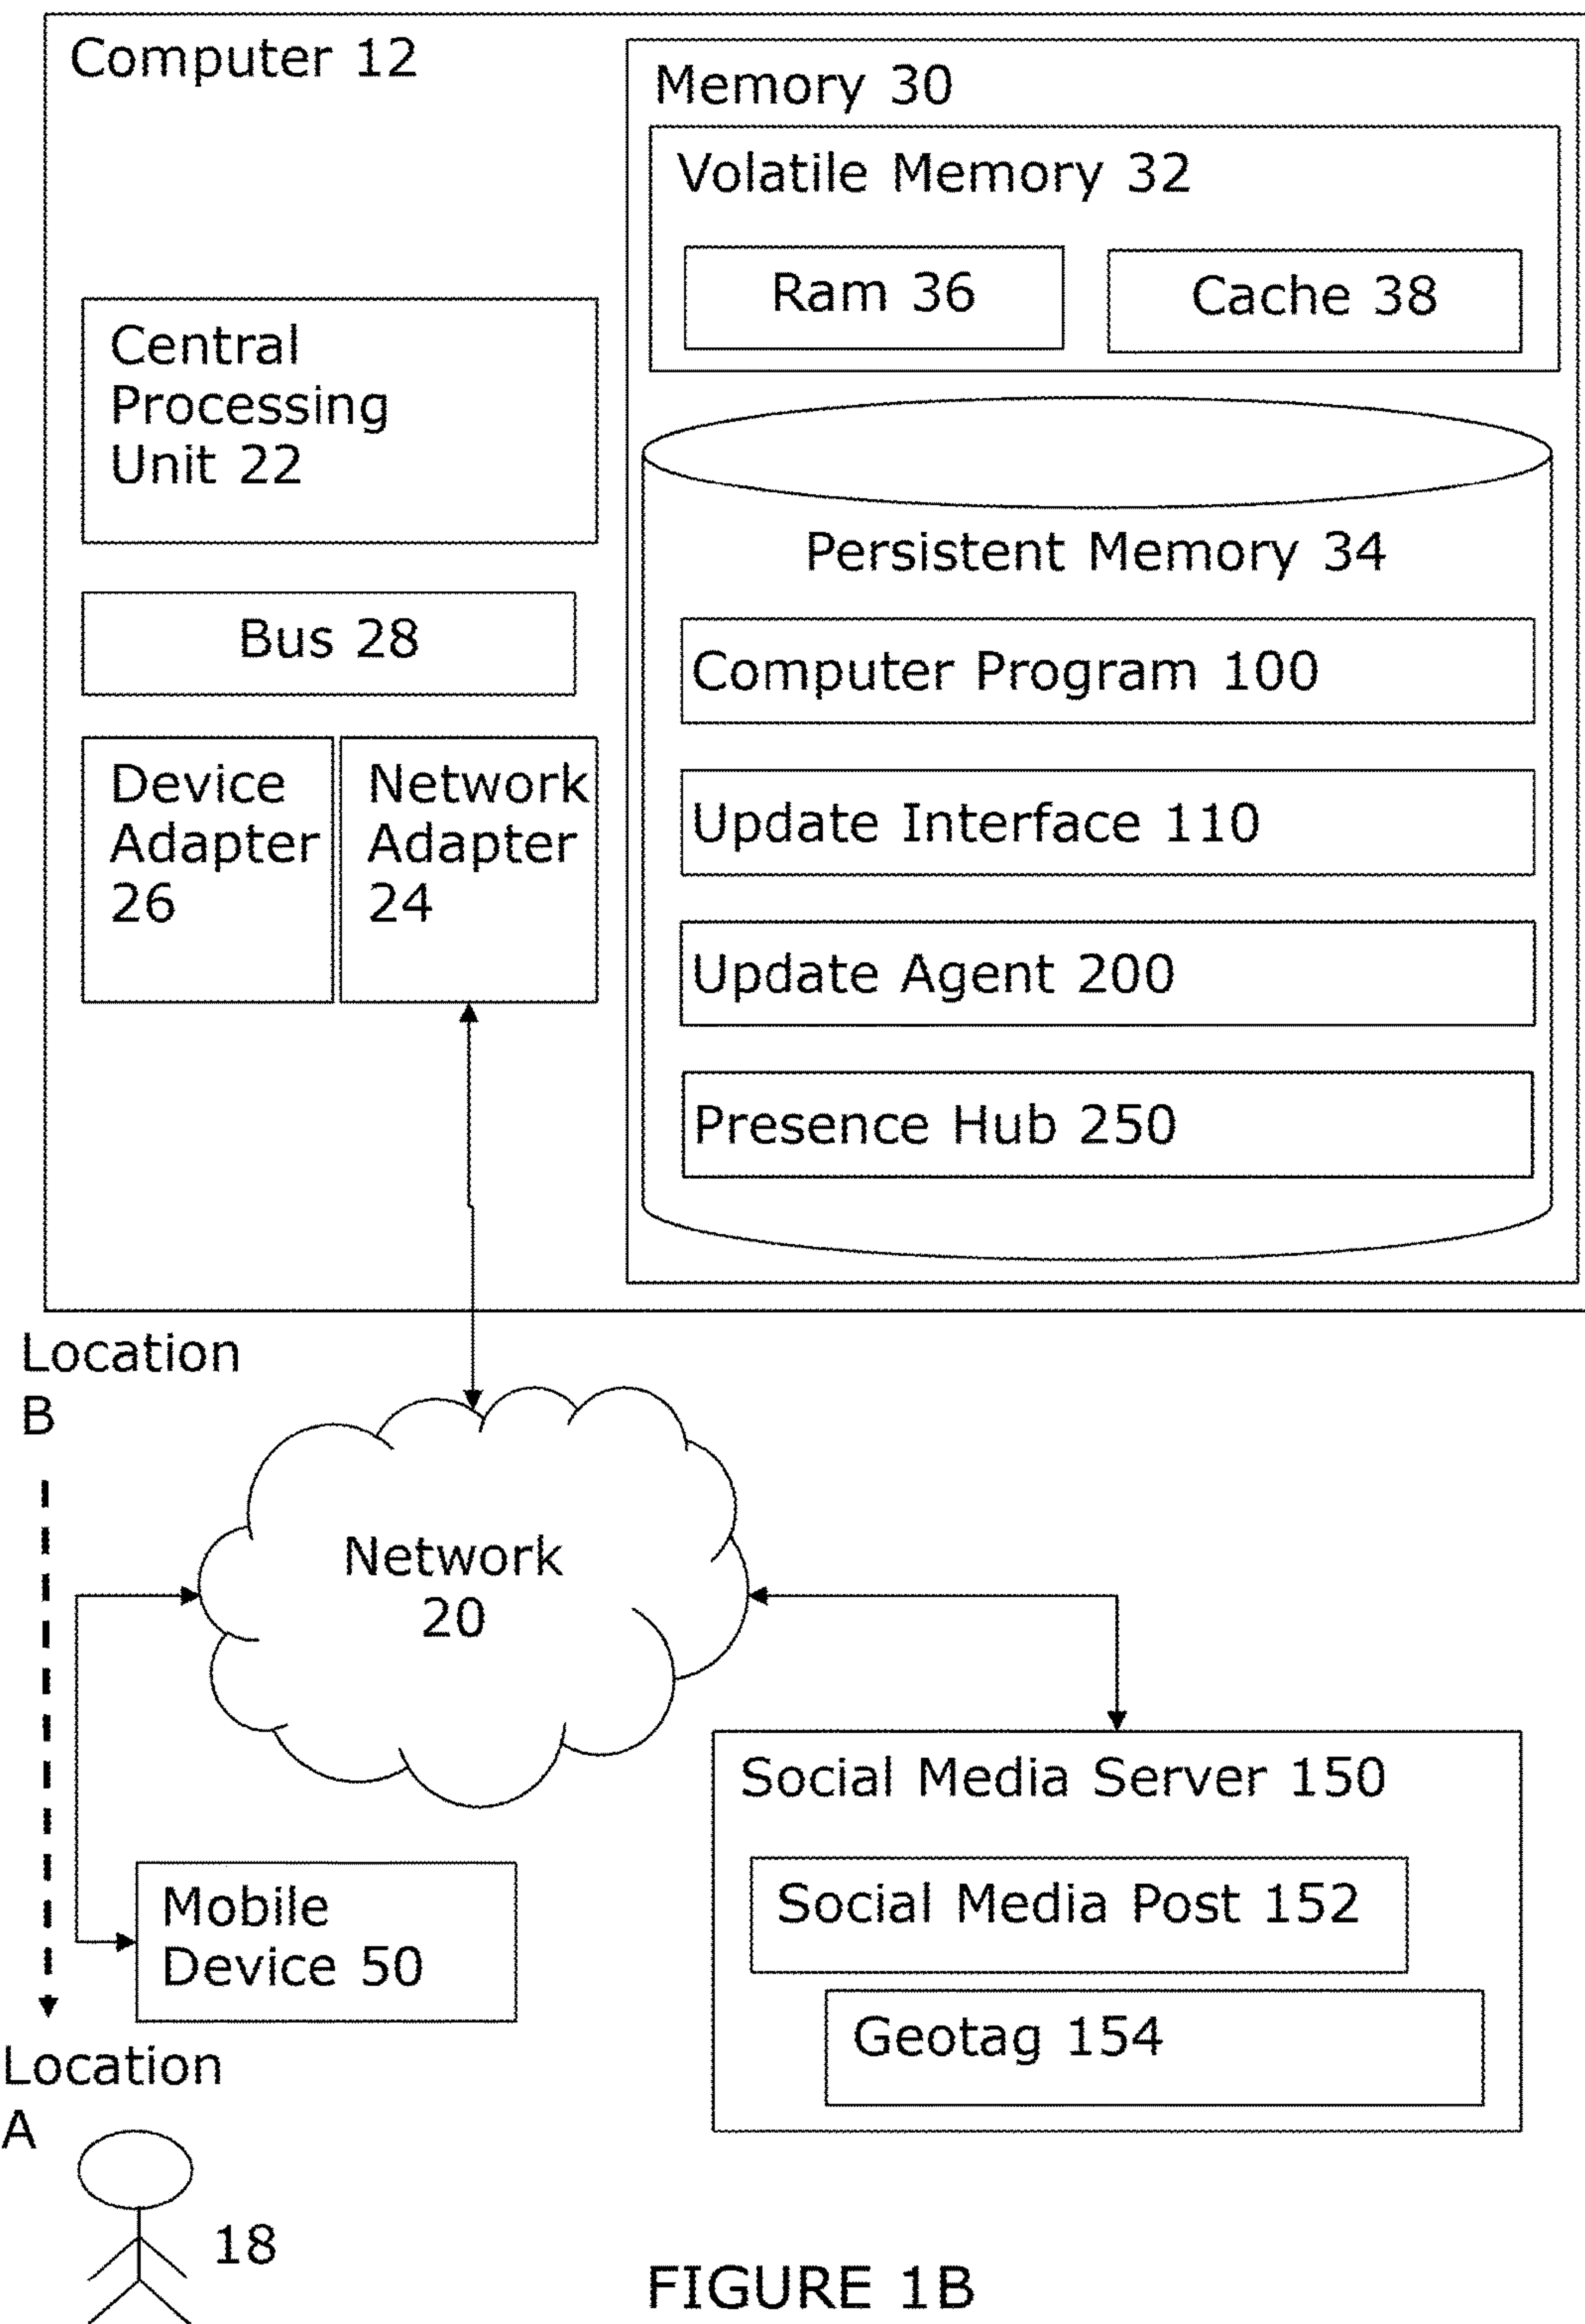 Computer 12
Memory 30
Volatile Memory 32
Ram 36
Cache 38
Central
Processing
Unit 22
Persistent Memory 34
Bus 28
Computer Program 100
Device
Adapter
26
Network
Adapter
24
Update Interface 110
Update Agent 200
Presence Hub 250
Location
B
Network
20
Social Media Server 150
Social Media Post 152
Geotag 154
Mobile
Device 50
Location
A
18
FIGURE 1B